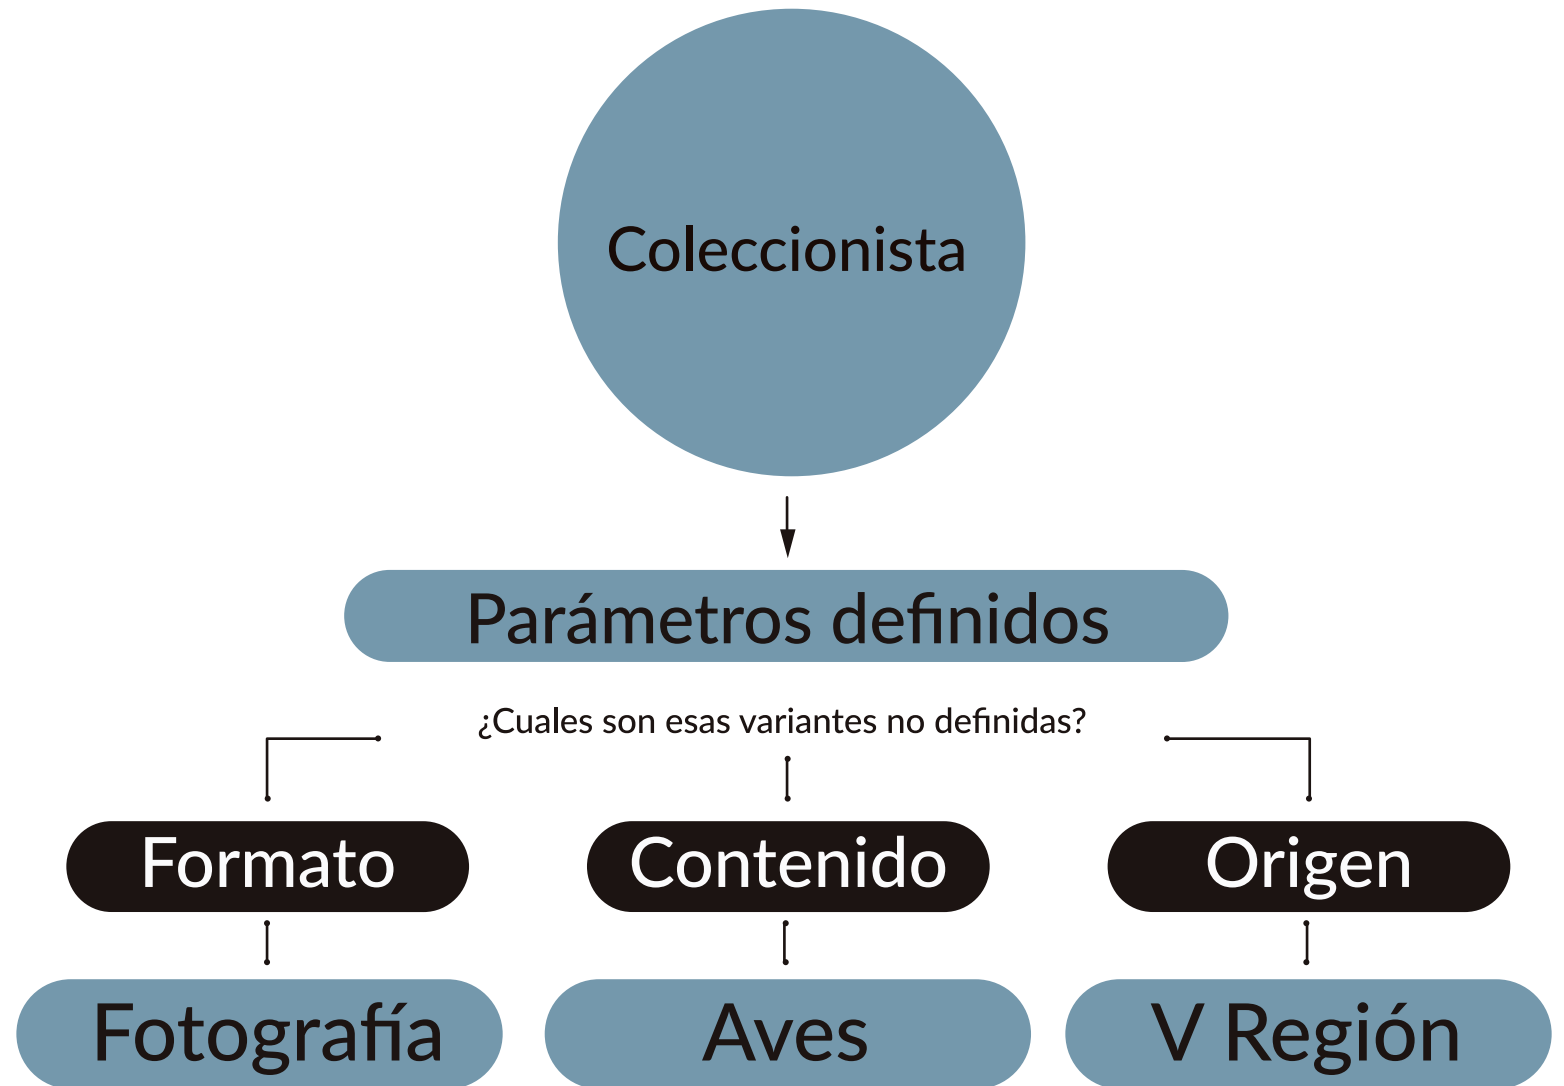 Coleccionista
Parámetros definidos
¿Cuales son esas variantes no definidas?
Formato
Contenido
Origen
Fotografía
Aves
V Región